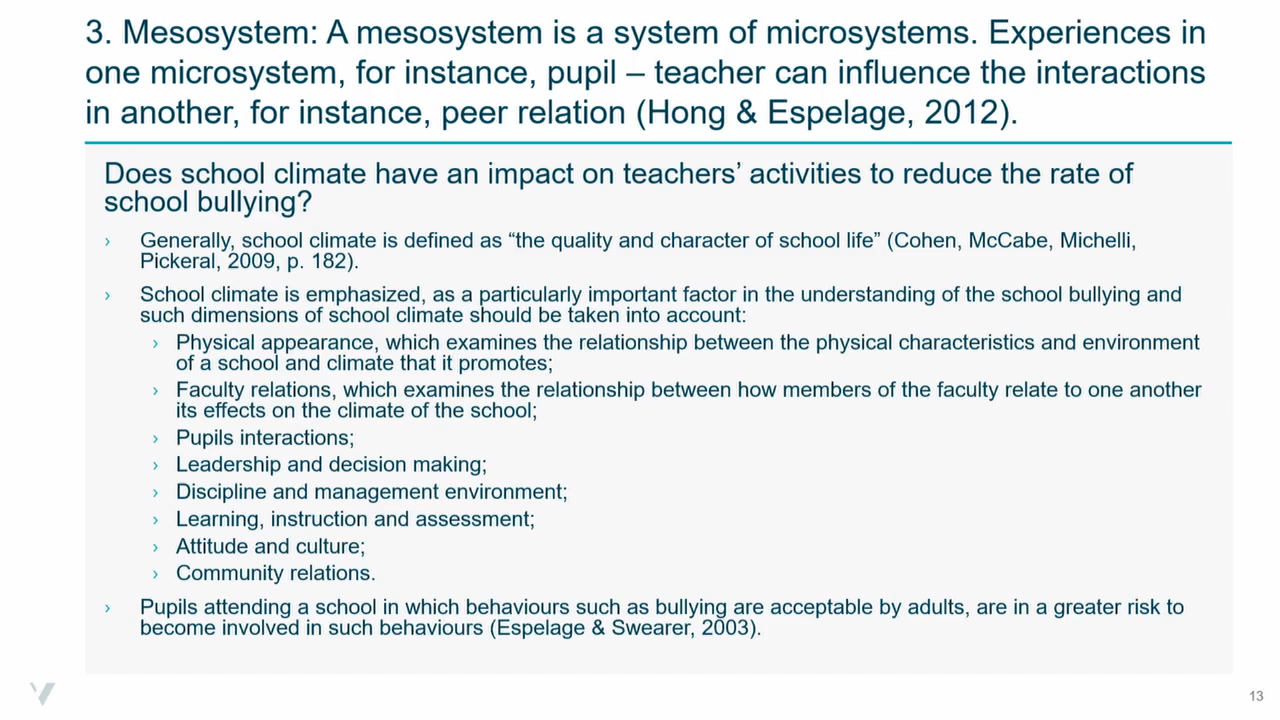 3. Mesosystem: A mesosystem is a system of microsystems. Experiences in
one microsystem, for instance, pupil – teacher can influence the interactions
in another, for instance, peer relation (Hong & Espelage, 2012).
Does school climate have an impact on teachers’ activities to reduce the rate of
school bullying?
› Generally, school climate is defined as “the quality and character of school life” (Cohen, McCabe, Michelli,
Pickeral, 2009, p. 182).
› School climate is emphasized, as a particularly important factor in the understanding of the school bullying and
such dimensions of school climate should be taken into account:
› Physical appearance, which examines the relationship between the physical characteristics and environment
of a school and climate that it promotes;
› Faculty relations, which examines the relationship between how members of the faculty relate to one another
its effects on the climate of the school;
› Pupils interactions;
› Leadership and decision making;
› Discipline and management environment;
› Learning, instruction and assessment;
› Attitude and culture;
› Community relations.
› Pupils attending a school in which behaviours such as bullying are acceptable by adults, are in a greater risk to
become involved in such behaviours (Espelage & Swearer, 2003).
13